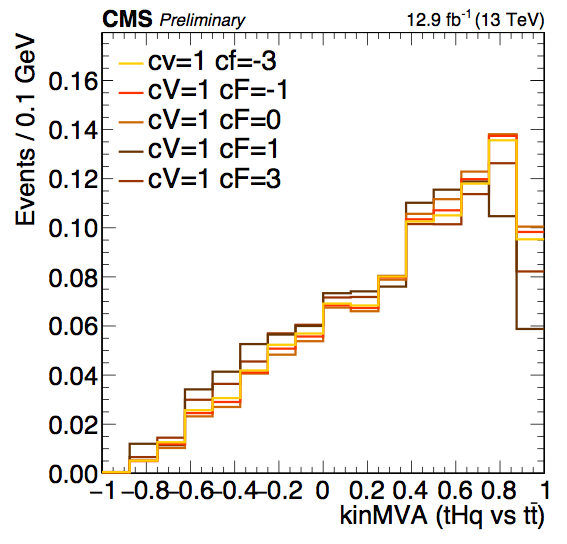 CMS Preliminary 12.9 fb⁻¹ (13 TeV)
Events / 0.1 GeV
cv=1 cf=-3
cV=1 cF=-1
cV=1 cF=0
cV=1 cF=1
cV=1 cF=3
0.16
0.14
0.12
0.10
0.08
0.06
0.04
0.02
0.00
−1 −0.8 −0.6 −0.4 −0.2 0 0.2 0.4 0.6 0.8 1
kinMVA (tHq vs tt̄)